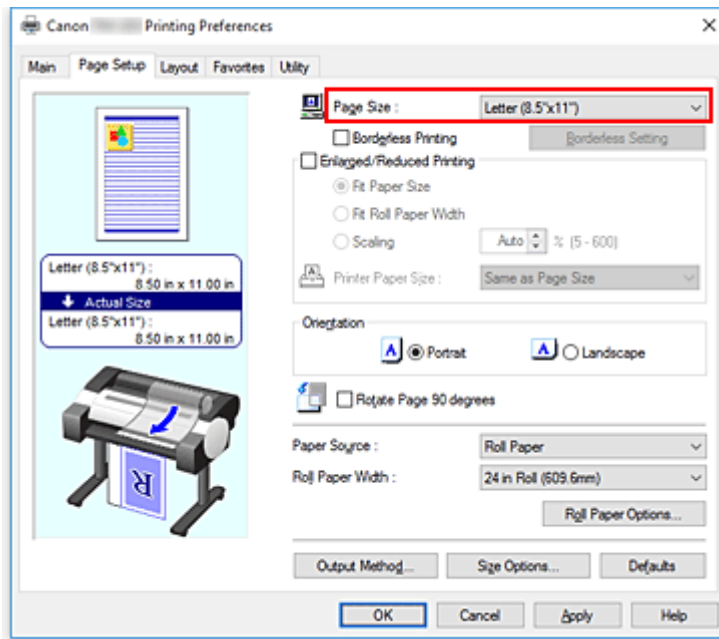 Canon Printing Preferences
Main Page Setup Layout Favorites Utility
Page Size : Letter (8.5"x11")
Borderless Printing Borderless Setting
Enlarged/Reduced Printing
Fit Paper Size
Fit Roll Paper Width
Scaling Auto % (5 - 600)
Printer Paper Size : Same as Page Size
Letter (8.5"x11") :
8.50 in x 11.00 in
Actual Size
Letter (8.5"x11") :
8.50 in x 11.00 in
Orientation
A Portrait A Landscape
Rotate Page 90 degrees
Paper Source : Roll Paper
Roll Paper Width : 24 in Roll (609.6mm)
Roll Paper Options...
R
Output Method... Size Options... Defaults
OK Cancel Apply Help